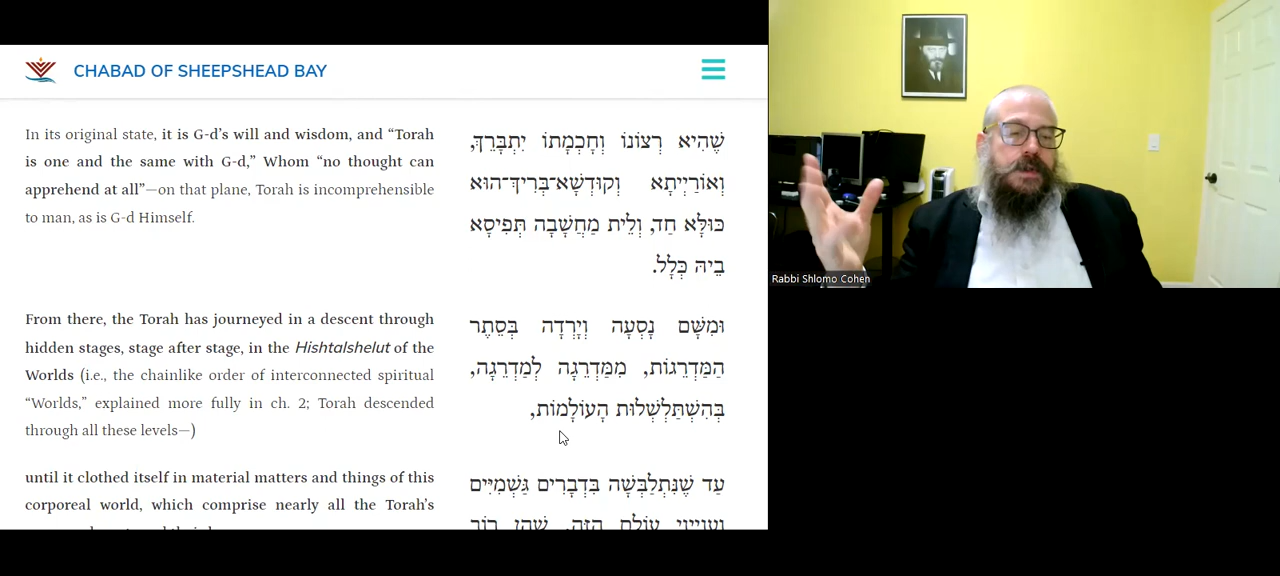 CHABAD OF SHEEPSHEAD BAY
In its original state, it is G-d’s will and wisdom, and “Torah
is one and the same with G-d,” Whom “no thought can
apprehend at all”—on that plane, Torah is incomprehensible
to man, as is G-d Himself.
שֶׁהִיא רְצוֹנוֹ וְחָכְמָתוֹ יִתְבָּרֵךְ,
וְאוֹרַיְיתָא וְקוּדְשָׁא־בְּרִיךְ־הוּא
כּוּלָּא חַד, וְלֵית מַחֲשָׁבָה תְּפִיסָא
בֵיהּ כְּלָל.
From there, the Torah has journeyed in a descent through
hidden stages, stage after stage, in the Hishtalshelut of the
Worlds (i.e., the chainlike order of interconnected spiritual
“Worlds,” explained more fully in ch. 2; Torah descended
through all these levels—)
וּמִשָּׁם נָסְעָה וְיָרְדָה בְּסֵתֶר
הַמַּדְרֵגוֹת, מִמַּדְרֵגָה לְמַדְרֵגָה,
בְּהִשְׁתַּלְשְׁלוּת הָעוֹלָמוֹת,
until it clothed itself in material matters and things of this
corporeal world, which comprise nearly all the Torah’s
עַד שֶׁנִּתְלַבְּשָׁה בִּדְבָרִים גַּשְׁמִיִּים
Rabbi Shlomo Cohen